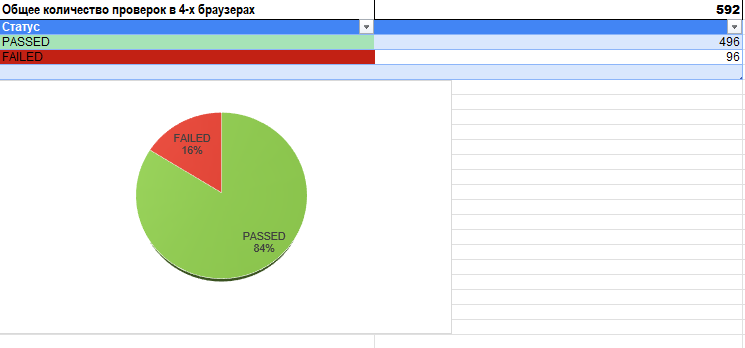 Общее количество проверок в 4-х браузерах 592
Статус
PASSED 496
FAILED 96
FAILED
16%
PASSED
84%